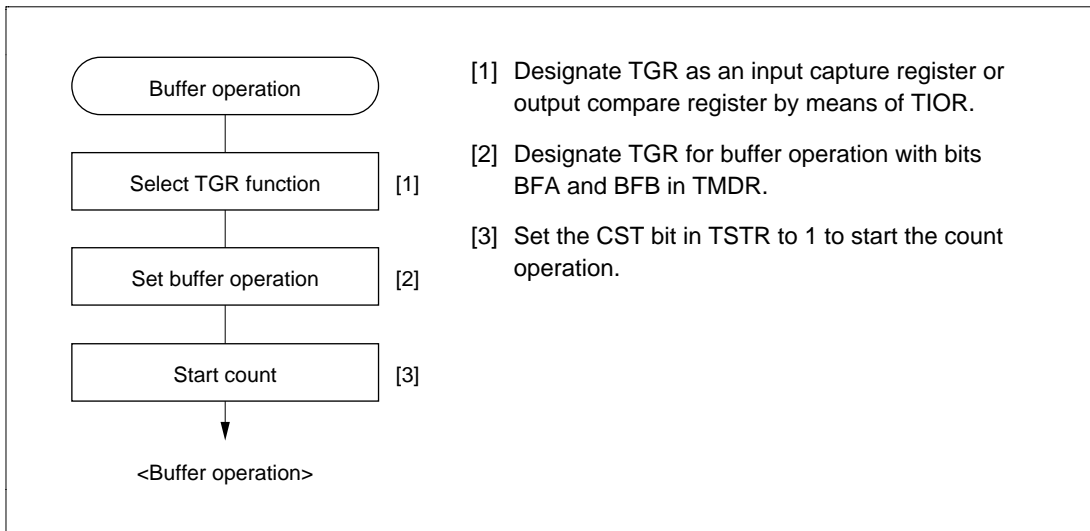 Buffer operation
Select TGR function [1]
Set buffer operation [2]
Start count [3]
<Buffer operation>
[1] Designate TGR as an input capture register or
output compare register by means of TIOR.
[2] Designate TGR for buffer operation with bits
BFA and BFB in TMDR.
[3] Set the CST bit in TSTR to 1 to start the count
operation.